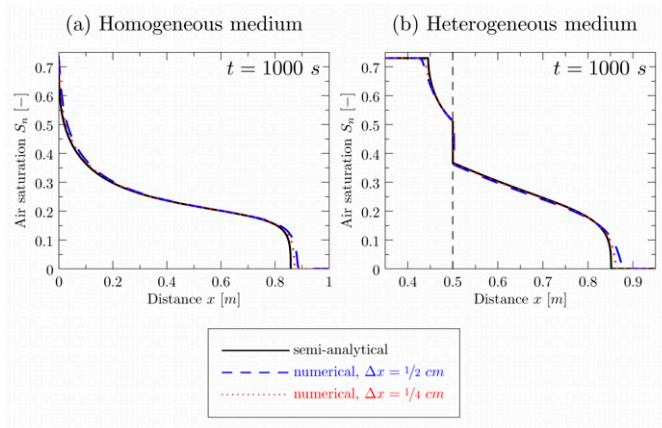 (a) Homogeneous medium
t = 1000 s
Air saturation Sₙ [−]
0.7
0.6
0.5
0.4
0.3
0.2
0.1
0
0 0.2 0.4 0.6 0.8 1
Distance x [m]
(b) Heterogeneous medium
t = 1000 s
Air saturation Sₙ [−]
0.7
0.6
0.5
0.4
0.3
0.2
0.1
0
0.4 0.5 0.6 0.7 0.8 0.9
Distance x [m]
semi-analytical
numerical, Δx = 1/2 cm
numerical, Δx = 1/4 cm